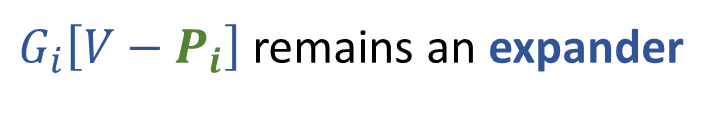 G_i[V − P_i] remains an expander